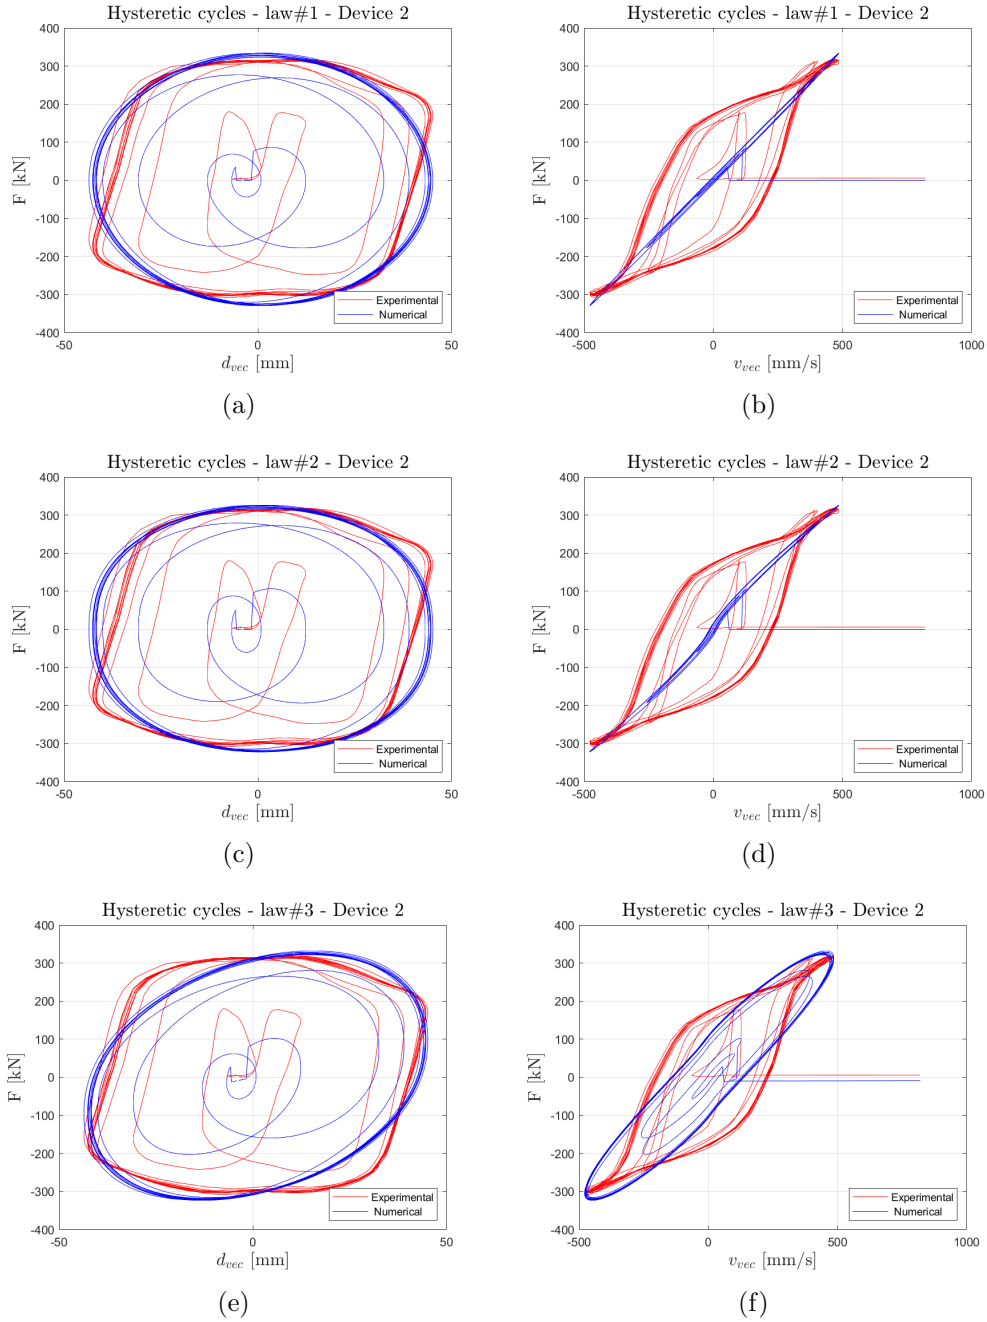 Hysteretic cycles - law#1 - Device 2
400
300
200
100
0
-100
-200
-300
-400
F [kN]
-50
0
50
d_vec [mm]
Experimental
Numerical
(a)
Hysteretic cycles - law#1 - Device 2
400
300
200
100
0
-100
-200
-300
-400
F [kN]
-500
0
500
1000
v_vec [mm/s]
Experimental
Numerical
(b)
Hysteretic cycles - law#2 - Device 2
400
300
200
100
0
-100
-200
-300
-400
F [kN]
-50
0
50
d_vec [mm]
Experimental
Numerical
(c)
Hysteretic cycles - law#2 - Device 2
400
300
200
100
0
-100
-200
-300
-400
F [kN]
-500
0
500
1000
v_vec [mm/s]
Experimental
Numerical
(d)
Hysteretic cycles - law#3 - Device 2
400
300
200
100
0
-100
-200
-300
-400
F [kN]
-50
0
50
d_vec [mm]
Experimental
Numerical
(e)
Hysteretic cycles - law#3 - Device 2
400
300
200
100
0
-100
-200
-300
-400
F [kN]
-500
0
500
1000
v_vec [mm/s]
Experimental
Numerical
(f)